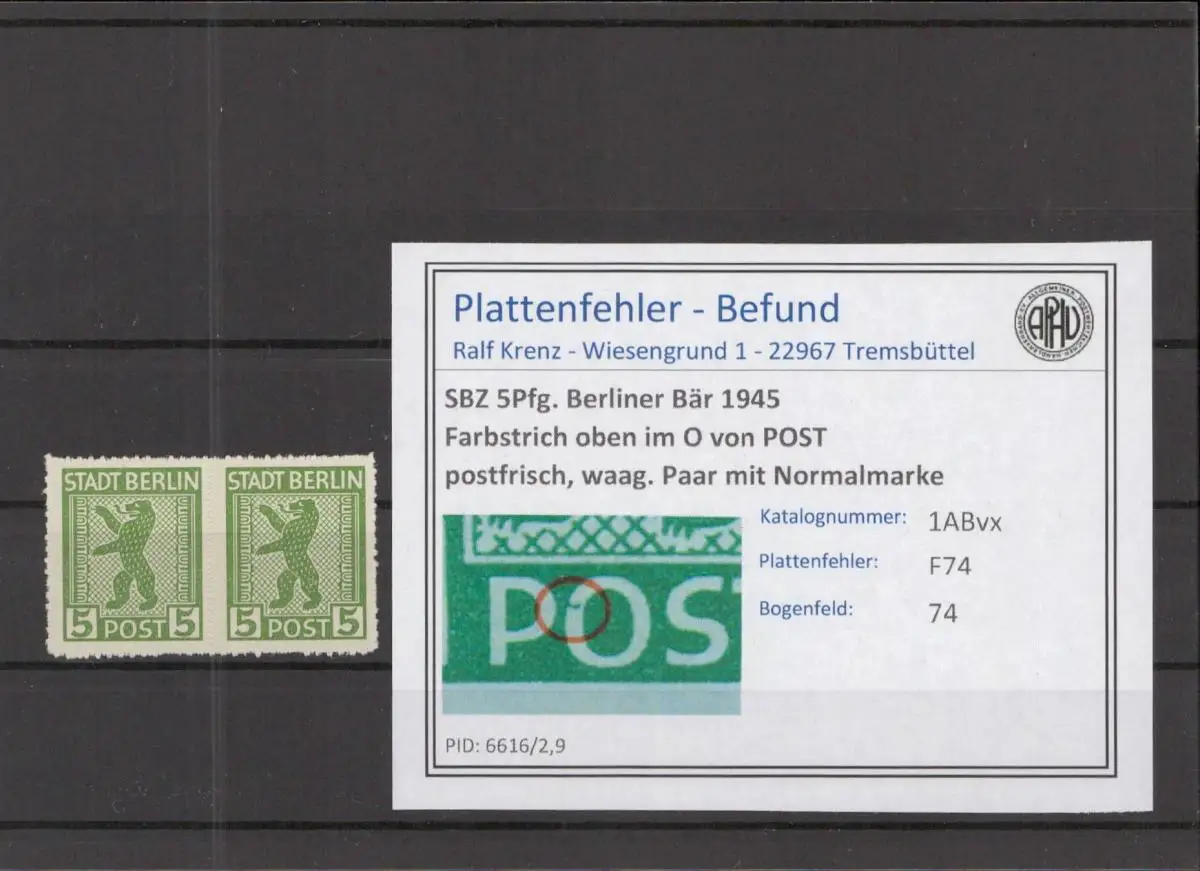 STADT BERLIN STADT BERLIN
5 POST 5 5 POST 5
Plattenfehler - Befund
Ralf Krenz - Wiesengrund 1 - 22967 Tremsbüttel
APHV
SBZ 5Pfg. Berliner Bär 1945
Farbstrich oben im O von POST
postfrisch, waag. Paar mit Normalmarke
POST
Katalognummer: 1ABvx
Plattenfehler: F74
Bogenfeld: 74
PID: 6616/2,9